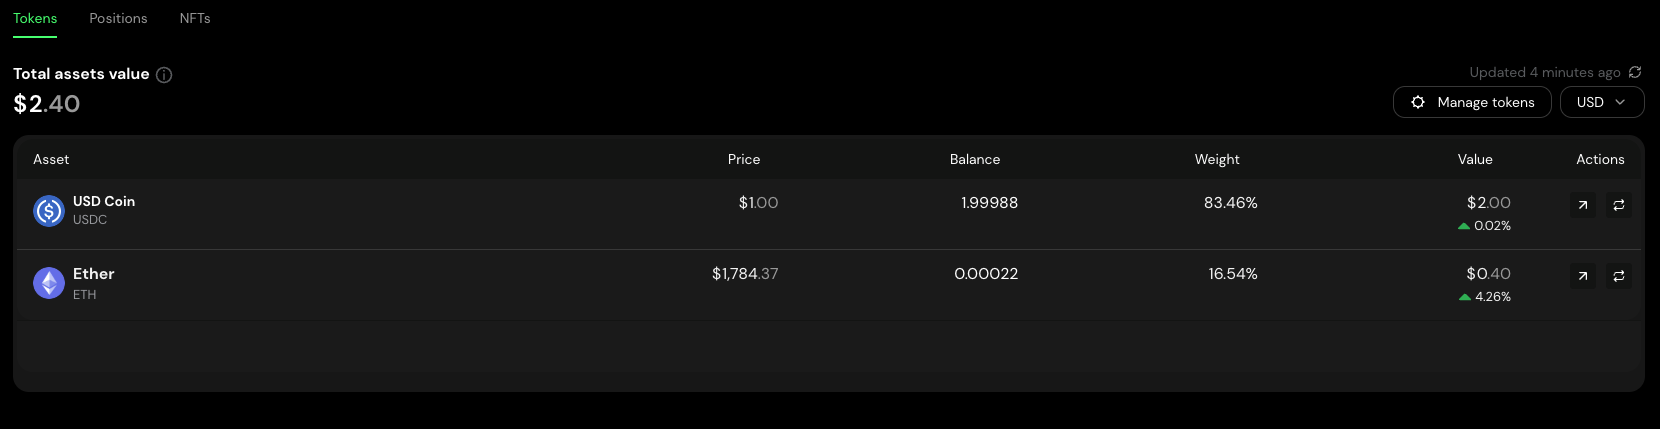 Tokens Positions NFTs
Total assets value
Updated 4 minutes ago
$2.40
Manage tokens USD
Asset Price Balance Weight Value Actions
USD Coin $1.00 1.99988 83.46% $2.00
USDC 0.02%
Ether $1,784.37 0.00022 16.54% $0.40
ETH 4.26%